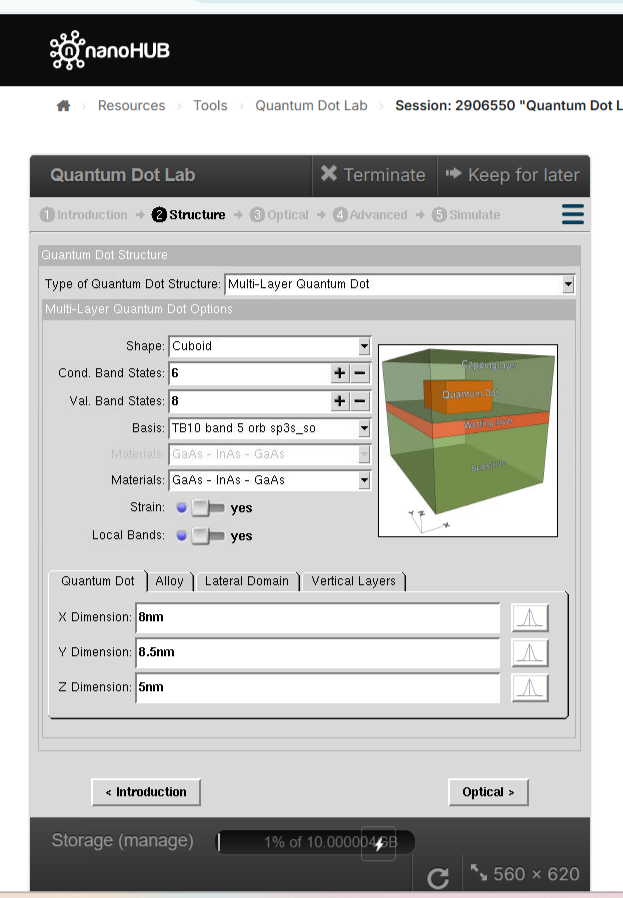 nanoHUB
Resources > Tools > Quantum Dot Lab > Session: 2906550 "Quantum Dot L
Quantum Dot Lab Terminate Keep for later
1 Introduction 2 Structure 3 Optical 4 Advanced 5 Simulate
Quantum Dot Structure
Type of Quantum Dot Structure: Multi-Layer Quantum Dot
Multi-Layer Quantum Dot Options
Shape: Cuboid
Cond. Band States: 6 + −
Val. Band States: 8 + −
Basis: TB10 band 5 orb sp3s_so
Materials: GaAs - InAs - GaAs
Materials: GaAs - InAs - GaAs
Strain: yes
Local Bands: yes
Capping layer
Quantum Dot
Wetting layer
Substrate
Y Z X
Quantum Dot Alloy Lateral Domain Vertical Layers
X Dimension: 8nm
Y Dimension: 8.5nm
Z Dimension: 5nm
< Introduction Optical >
Storage (manage) 1% of 10.000004GB
560 × 620